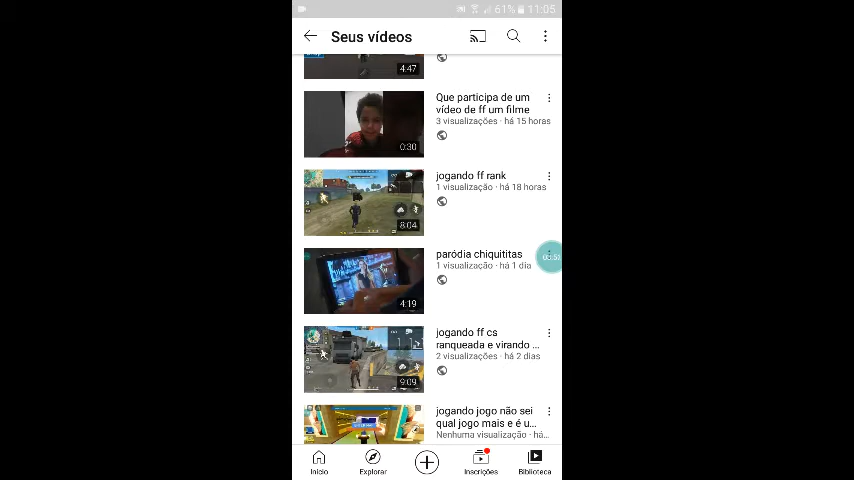 61% 11:05
Seus vídeos
4:47
Que participa de um
vídeo de ff um filme
3 visualizações · há 15 horas
0:30
jogando ff rank
1 visualização · há 18 horas
8:04
paródia chiquititas
1 visualização · há 1 dia
4:19
jogando ff cs
ranqueada e virando ...
2 visualizações · há 2 dias
9:09
jogando jogo não sei
qual jogo mais e é u...
Nenhuma visualização · há...
Início Explorar Inscrições Biblioteca